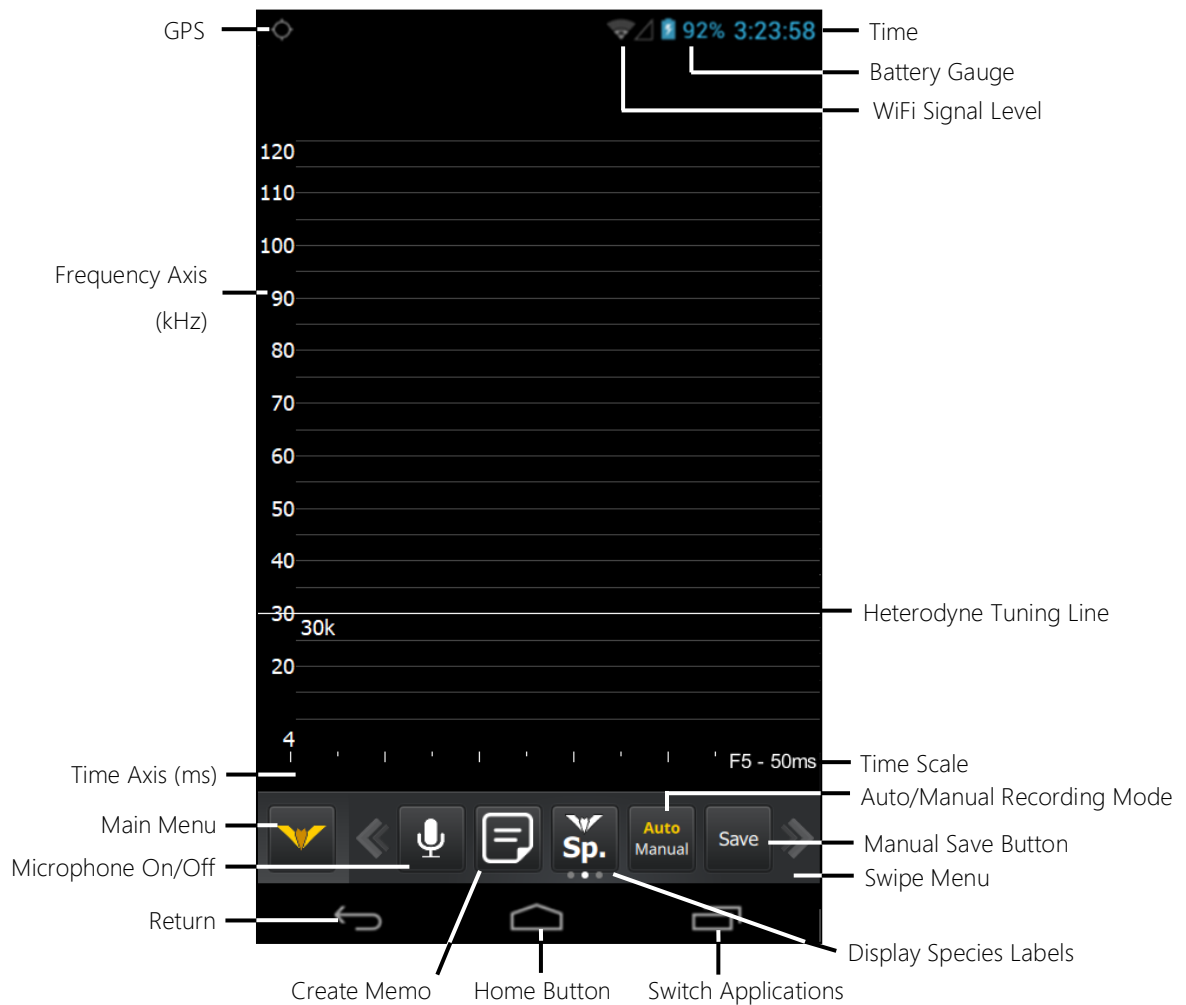 GPS
92% 3:23:58
Time
Battery Gauge
WiFi Signal Level
120
110
100
Frequency Axis
(kHz)
90
80
70
60
50
40
30
30k
Heterodyne Tuning Line
20
4
F5 - 50ms
Time Axis (ms)
Time Scale
Auto/Manual Recording Mode
Main Menu
Sp.
Auto
Manual
Save
Manual Save Button
Microphone On/Off
Swipe Menu
Return
Display Species Labels
Create Memo
Home Button
Switch Applications